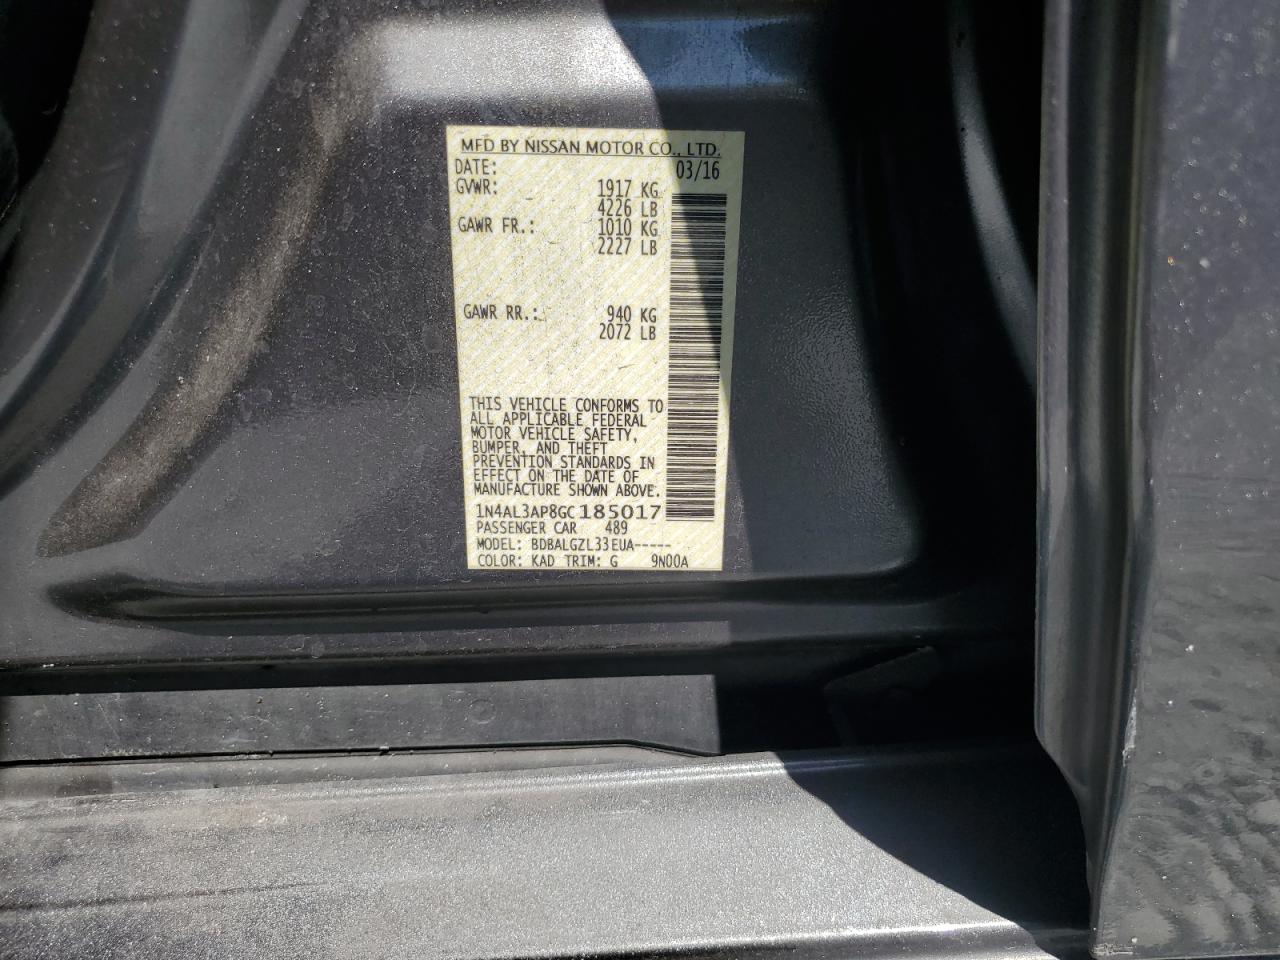 MFD BY NISSAN MOTOR CO., LTD.
DATE: 03/16
GVWR: 1917 KG
4226 LB
GAWR FR.: 1010 KG
2227 LB
GAWR RR.: 940 KG
2072 LB
THIS VEHICLE CONFORMS TO
ALL APPLICABLE FEDERAL
MOTOR VEHICLE SAFETY,
BUMPER, AND THEFT
PREVENTION STANDARDS IN
EFFECT ON THE DATE OF
MANUFACTURE SHOWN ABOVE.
1N4AL3AP8GC185017
PASSENGER CAR 489
MODEL: BDBALGZL33EUA-----
COLOR: KAD TRIM: G 9N00A